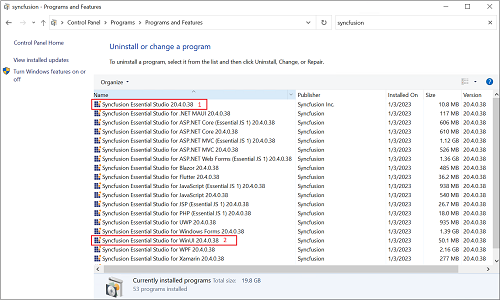 Programs and Features
Control Panel > Programs > Programs and Features
syncfusion
Control Panel Home
View installed updates
Turn Windows features on or off
Uninstall or change a program
To uninstall a program, select it from the list and then click Uninstall, Change, or Repair.
Organize
Name Publisher Installed On Size Version
Syncfusion Essential Studio 20.4.0.38 1 Syncfusion Inc. 1/3/2023 10.8 MB 20.4.0.38
Syncfusion Essential Studio for .NET MAUI 20.4.0.38 Syncfusion 1/3/2023 117 MB 20.4.0.38
Syncfusion Essential Studio for ASP.NET Core (Essential JS 1) 20.4.0.38 Syncfusion 1/3/2023 606 MB 20.4.0.38
Syncfusion Essential Studio for ASP.NET Core 20.4.0.38 Syncfusion 1/3/2023 610 MB 20.4.0.38
Syncfusion Essential Studio for ASP.NET MVC (Essential JS 1) 20.4.0.38 Syncfusion 1/3/2023 1.12 GB 20.4.0.38
Syncfusion Essential Studio for ASP.NET MVC 20.4.0.38 Syncfusion 1/3/2023 526 MB 20.4.0.38
Syncfusion Essential Studio for ASP.NET Web Forms (Essential JS 1) 20.4.0.38 Syncfusion 1/3/2023 1.36 GB 20.4.0.38
Syncfusion Essential Studio for Blazor 20.4.0.38 Syncfusion 1/3/2023 485 MB 20.4.0.38
Syncfusion Essential Studio for Flutter 20.4.0.38 Syncfusion 1/3/2023 36.2 MB 20.4.0.38
Syncfusion Essential Studio for JavaScript (Essential JS 1) 20.4.0.38 Syncfusion 1/3/2023 938 MB 20.4.0.38
Syncfusion Essential Studio for JavaScript 20.4.0.38 Syncfusion 1/3/2023 540 MB 20.4.0.38
Syncfusion Essential Studio for JSP (Essential JS 1) 20.4.0.38 Syncfusion 1/3/2023 26.7 MB 20.4.0.38
Syncfusion Essential Studio for PHP (Essential JS 1) 20.4.0.38 Syncfusion 1/3/2023 18.0 MB 20.4.0.38
Syncfusion Essential Studio for UWP 20.4.0.38 Syncfusion 1/3/2023 935 MB 20.4.0.38
Syncfusion Essential Studio for Windows Forms 20.4.0.38 Syncfusion 1/3/2023 1.39 GB 20.4.0.38
Syncfusion Essential Studio for WinUI 20.4.0.38 2 Syncfusion 1/3/2023 50.1 MB 20.4.0.38
Syncfusion Essential Studio for WPF 20.4.0.38 Syncfusion 1/3/2023 2.16 GB 20.4.0.38
Syncfusion Essential Studio for Xamarin 20.4.0.38 Syncfusion 1/3/2023 277 MB 20.4.0.38
Currently installed programs Total size: 19.8 GB
53 programs installed